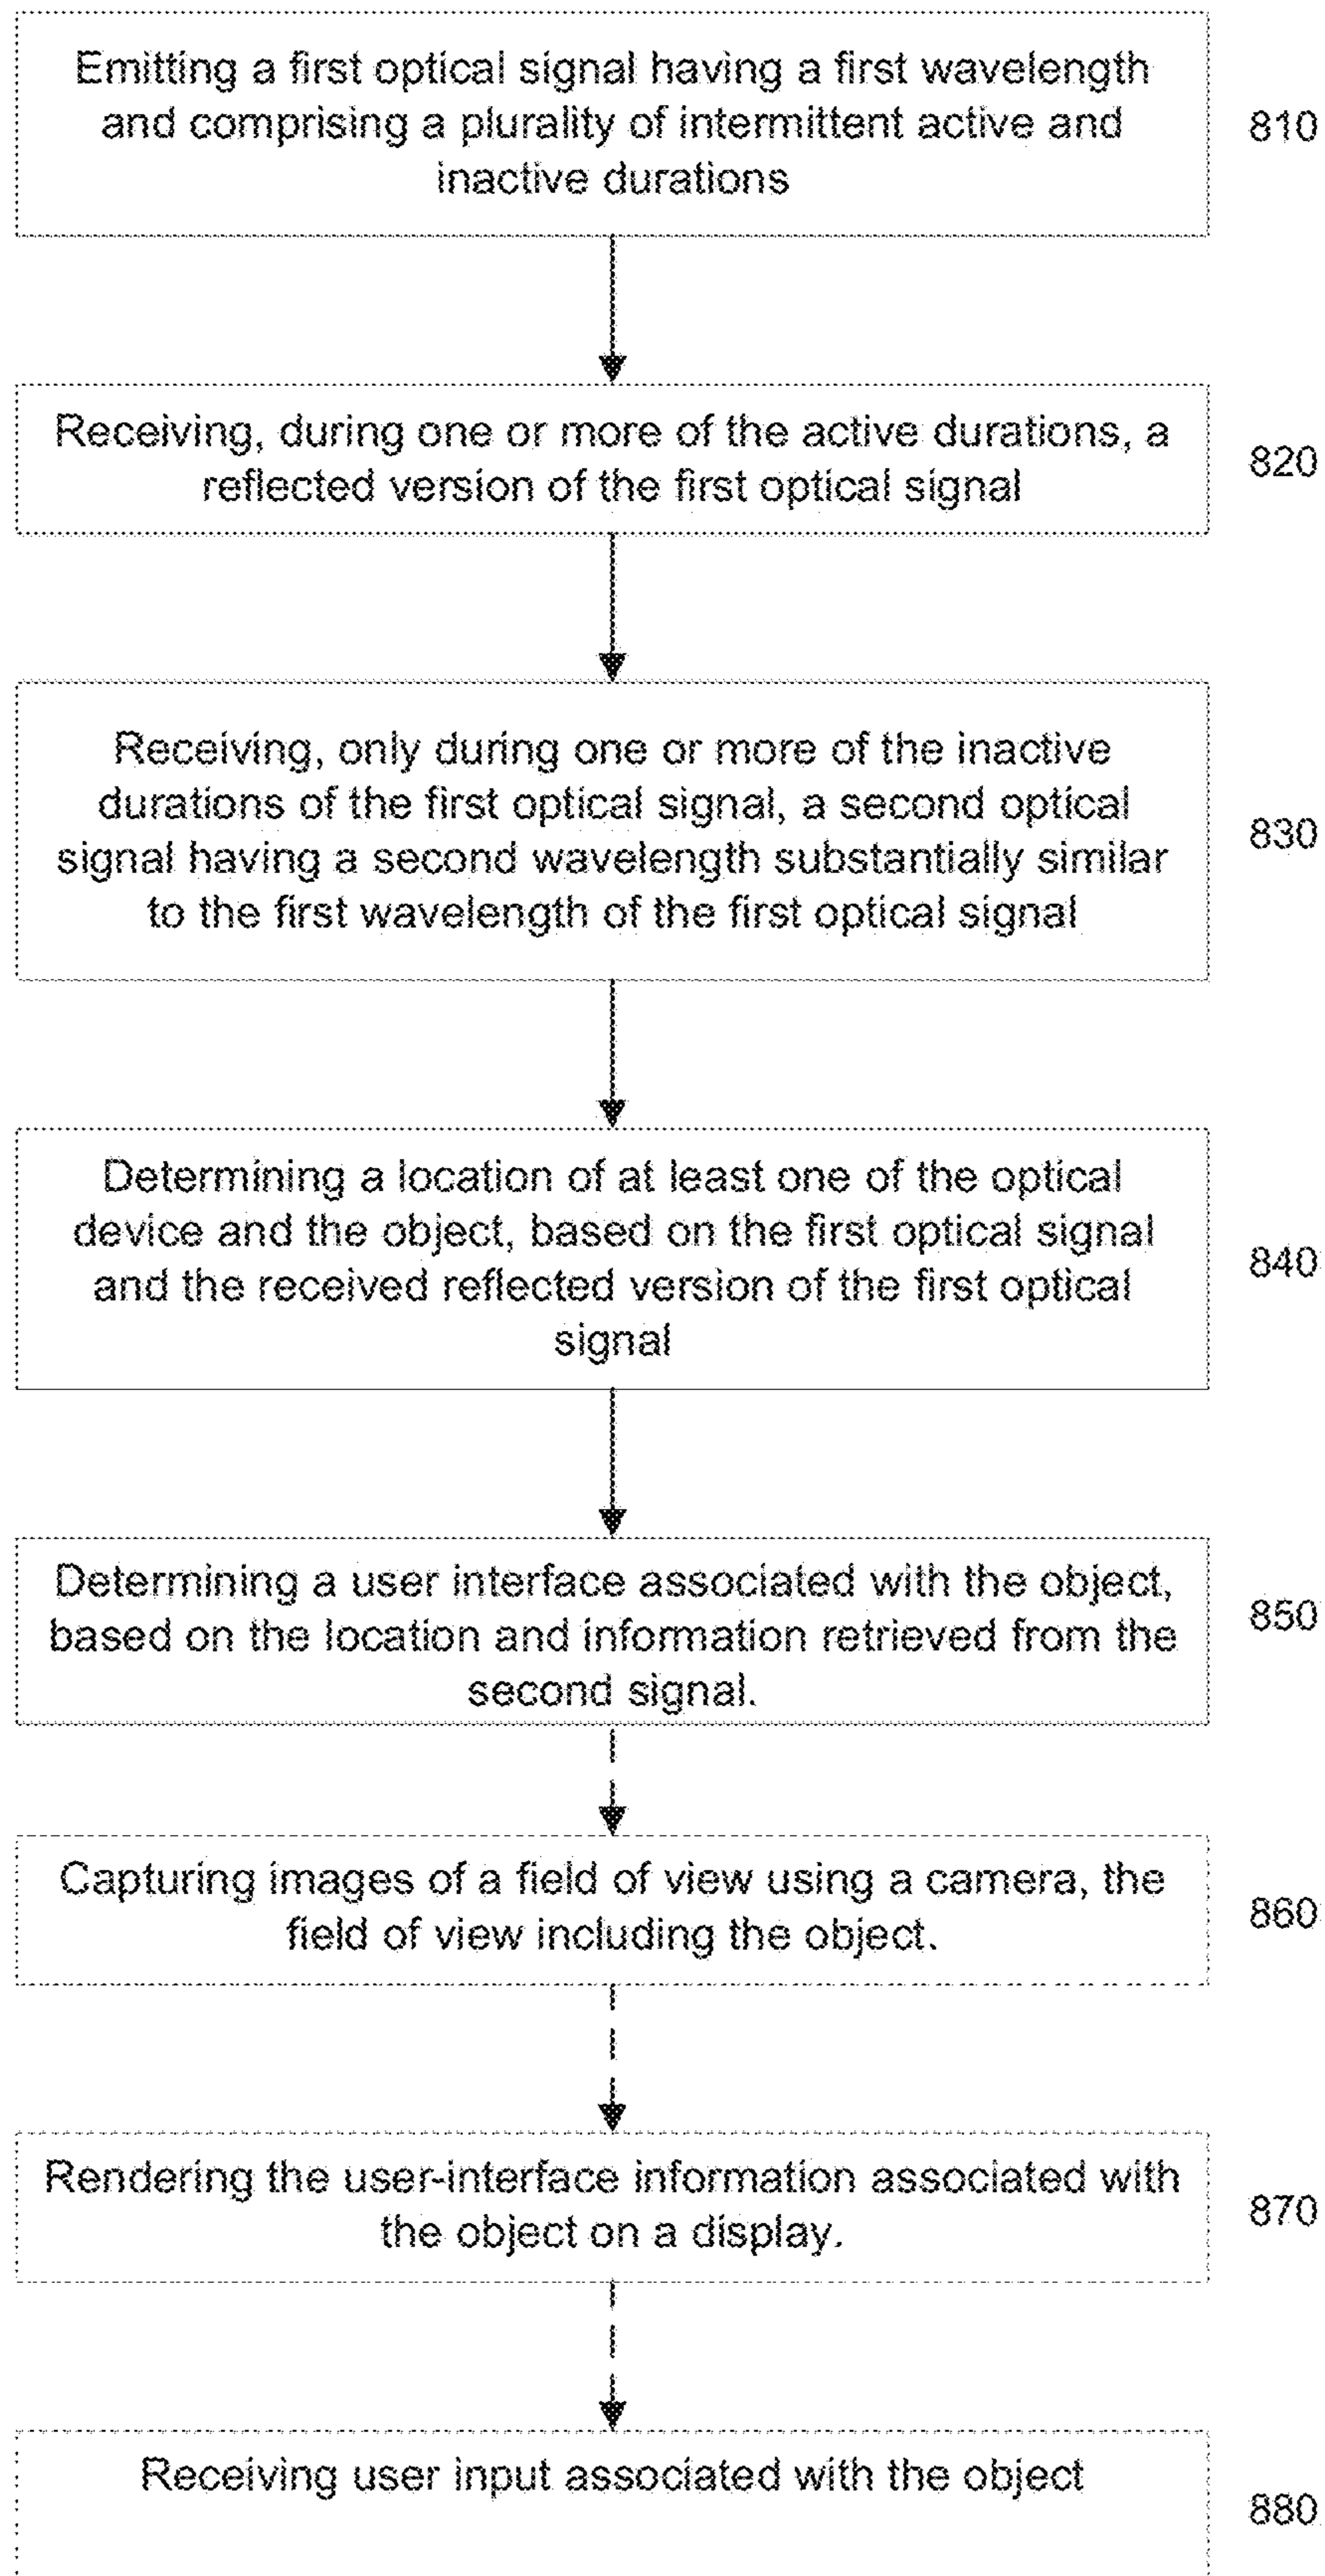 Emitting a first optical signal having a first wavelength
and comprising a plurality of intermittent active and
inactive durations
810
Receiving, during one or more of the active durations, a
reflected version of the first optical signal
820
Receiving, only during one or more of the inactive
durations of the first optical signal, a second optical
signal having a second wavelength substantially similar
to the first wavelength of the first optical signal
830
Determining a location of at least one of the optical
device and the object, based on the first optical signal
and the received reflected version of the first optical
signal
840
Determining a user interface associated with the object,
based on the location and information retrieved from the
second signal.
850
Capturing images of a field of view using a camera, the
field of view including the object.
860
Rendering the user-interface information associated with
the object on a display.
870
Receiving user input associated with the object
880